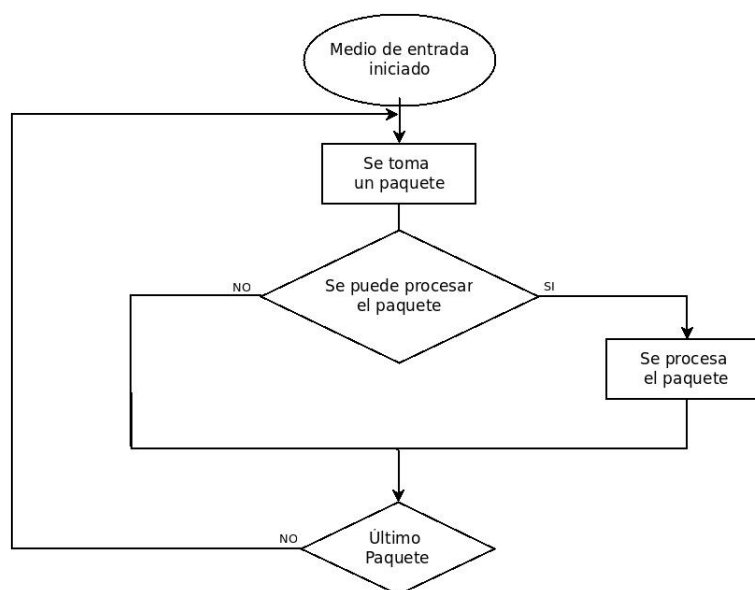 Medio de entrada
iniciado
Se toma
un paquete
Se puede procesar
el paquete
NO
SI
Se procesa
el paquete
Último
Paquete
NO